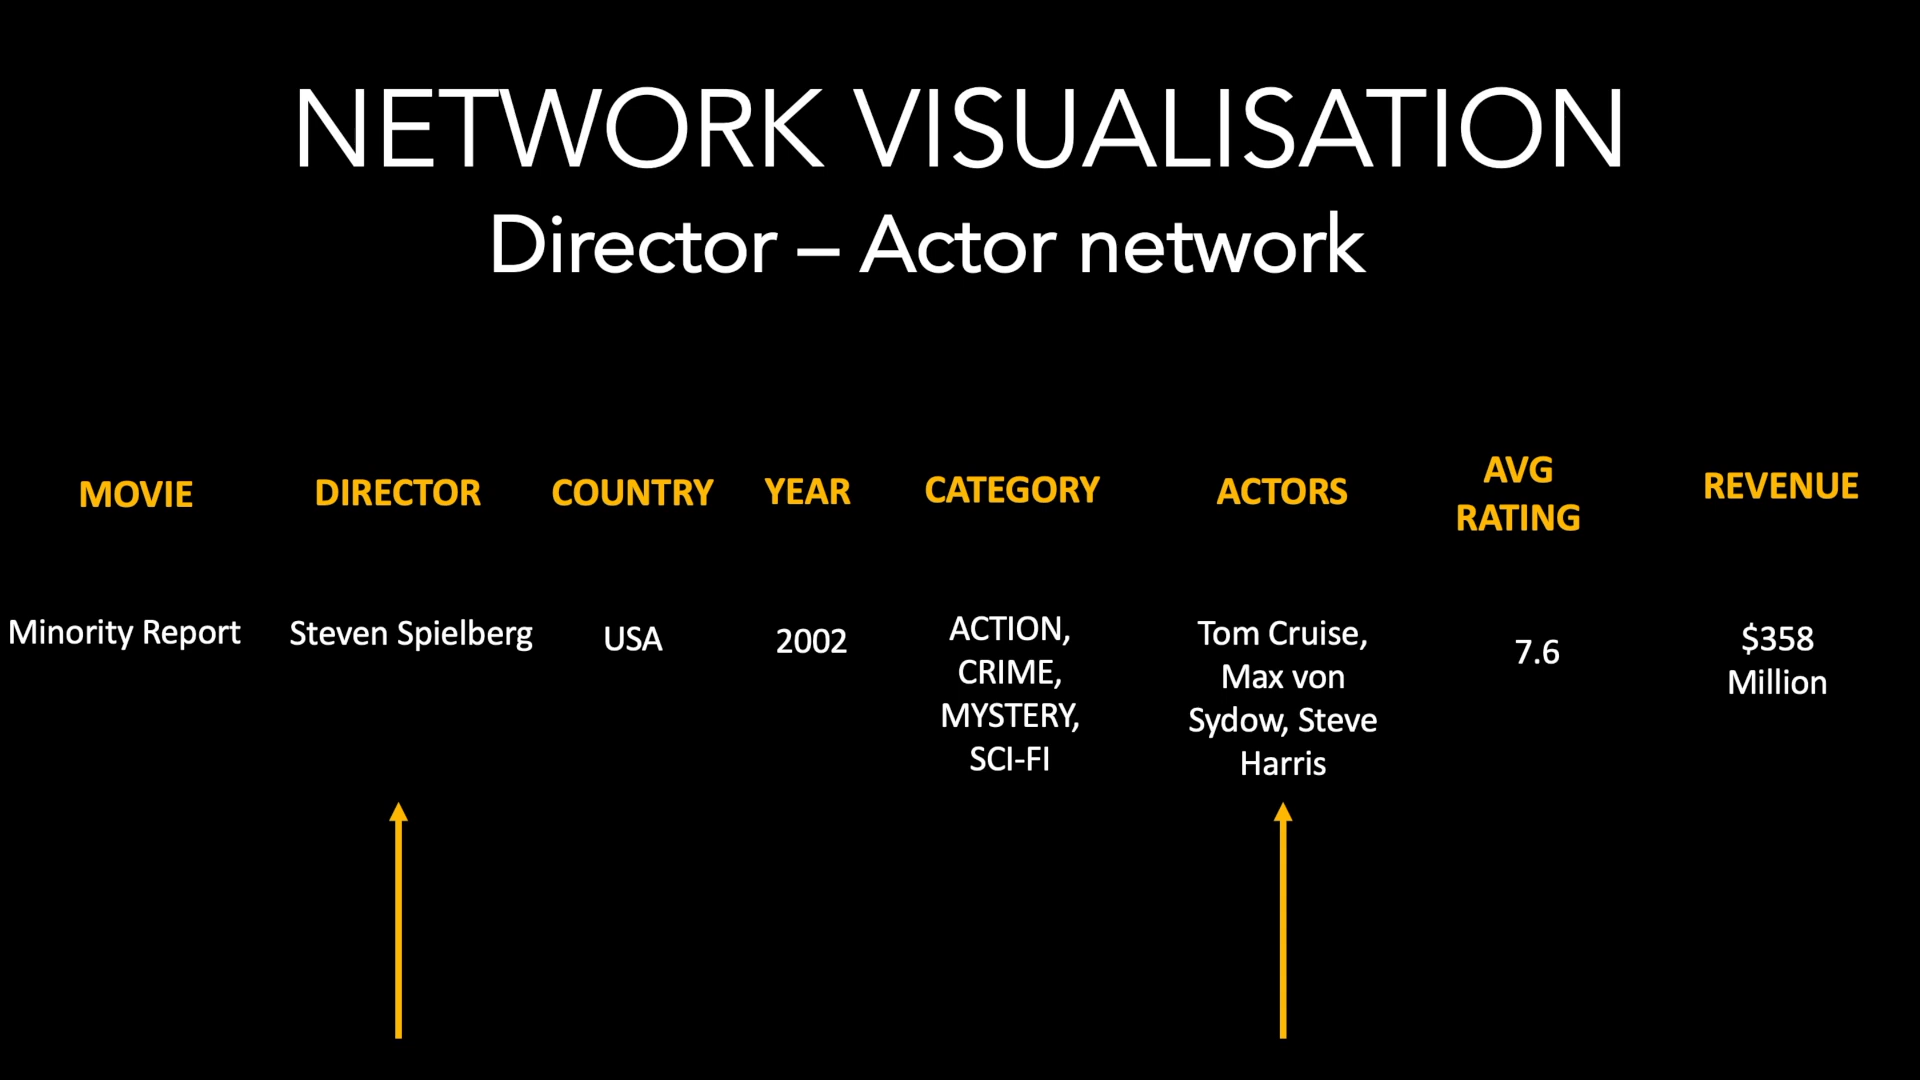 NETWORK VISUALISATION
Director – Actor network
MOVIE
DIRECTOR
COUNTRY
YEAR
CATEGORY
ACTORS
AVG
RATING
REVENUE
Minority Report
Steven Spielberg
USA
2002
ACTION,
CRIME,
MYSTERY,
SCI-FI
Tom Cruise,
Max von
Sydow, Steve
Harris
7.6
$358
Million